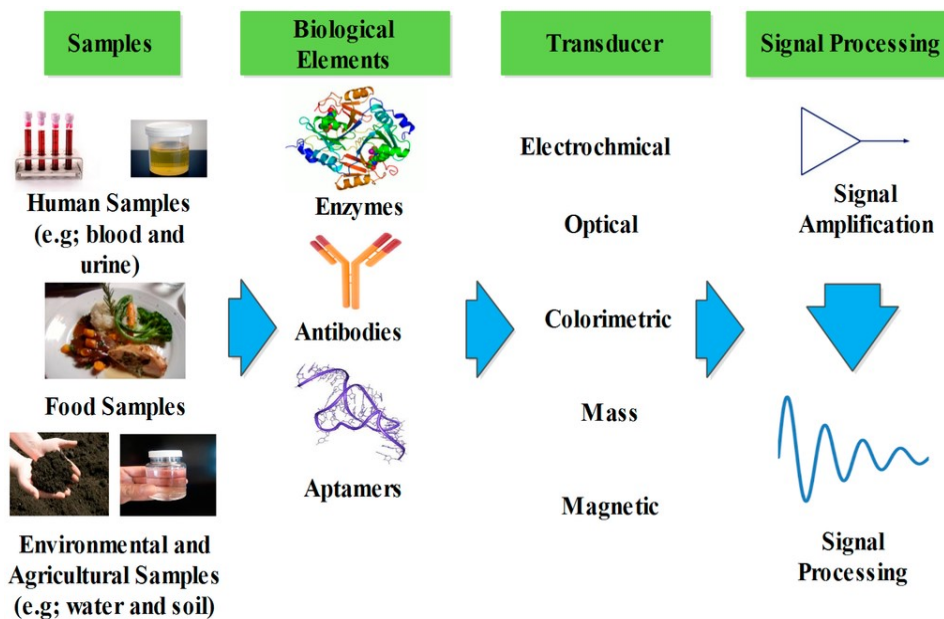 Samples
Biological
Elements
Transducer
Signal Processing
Human Samples
(e.g; blood and
urine)
Food Samples
Environmental and
Agricultural Samples
(e.g; water and soil)
Enzymes
Antibodies
Aptamers
Electrochmical
Optical
Colorimetric
Mass
Magnetic
Signal
Amplification
Signal
Processing